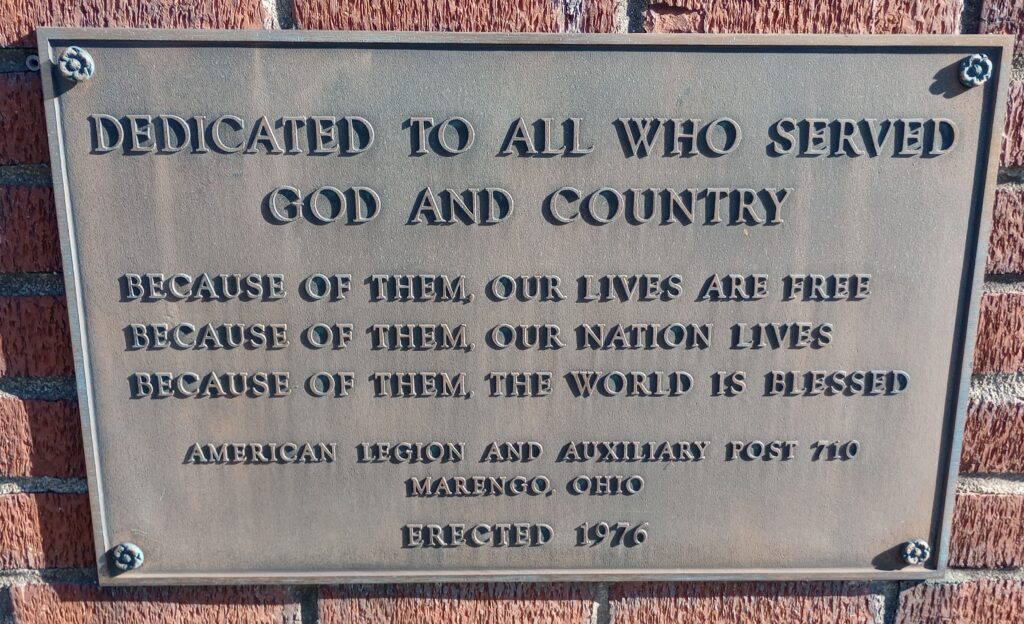 DEDICATED TO ALL WHO SERVED
GOD AND COUNTRY
BECAUSE OF THEM, OUR LIVES ARE FREE
BECAUSE OF THEM, OUR NATION LIVES
BECAUSE OF THEM, THE WORLD IS BLESSED
AMERICAN LEGION AND AUXILIARY POST 710
MARENGO, OHIO
ERECTED 1976